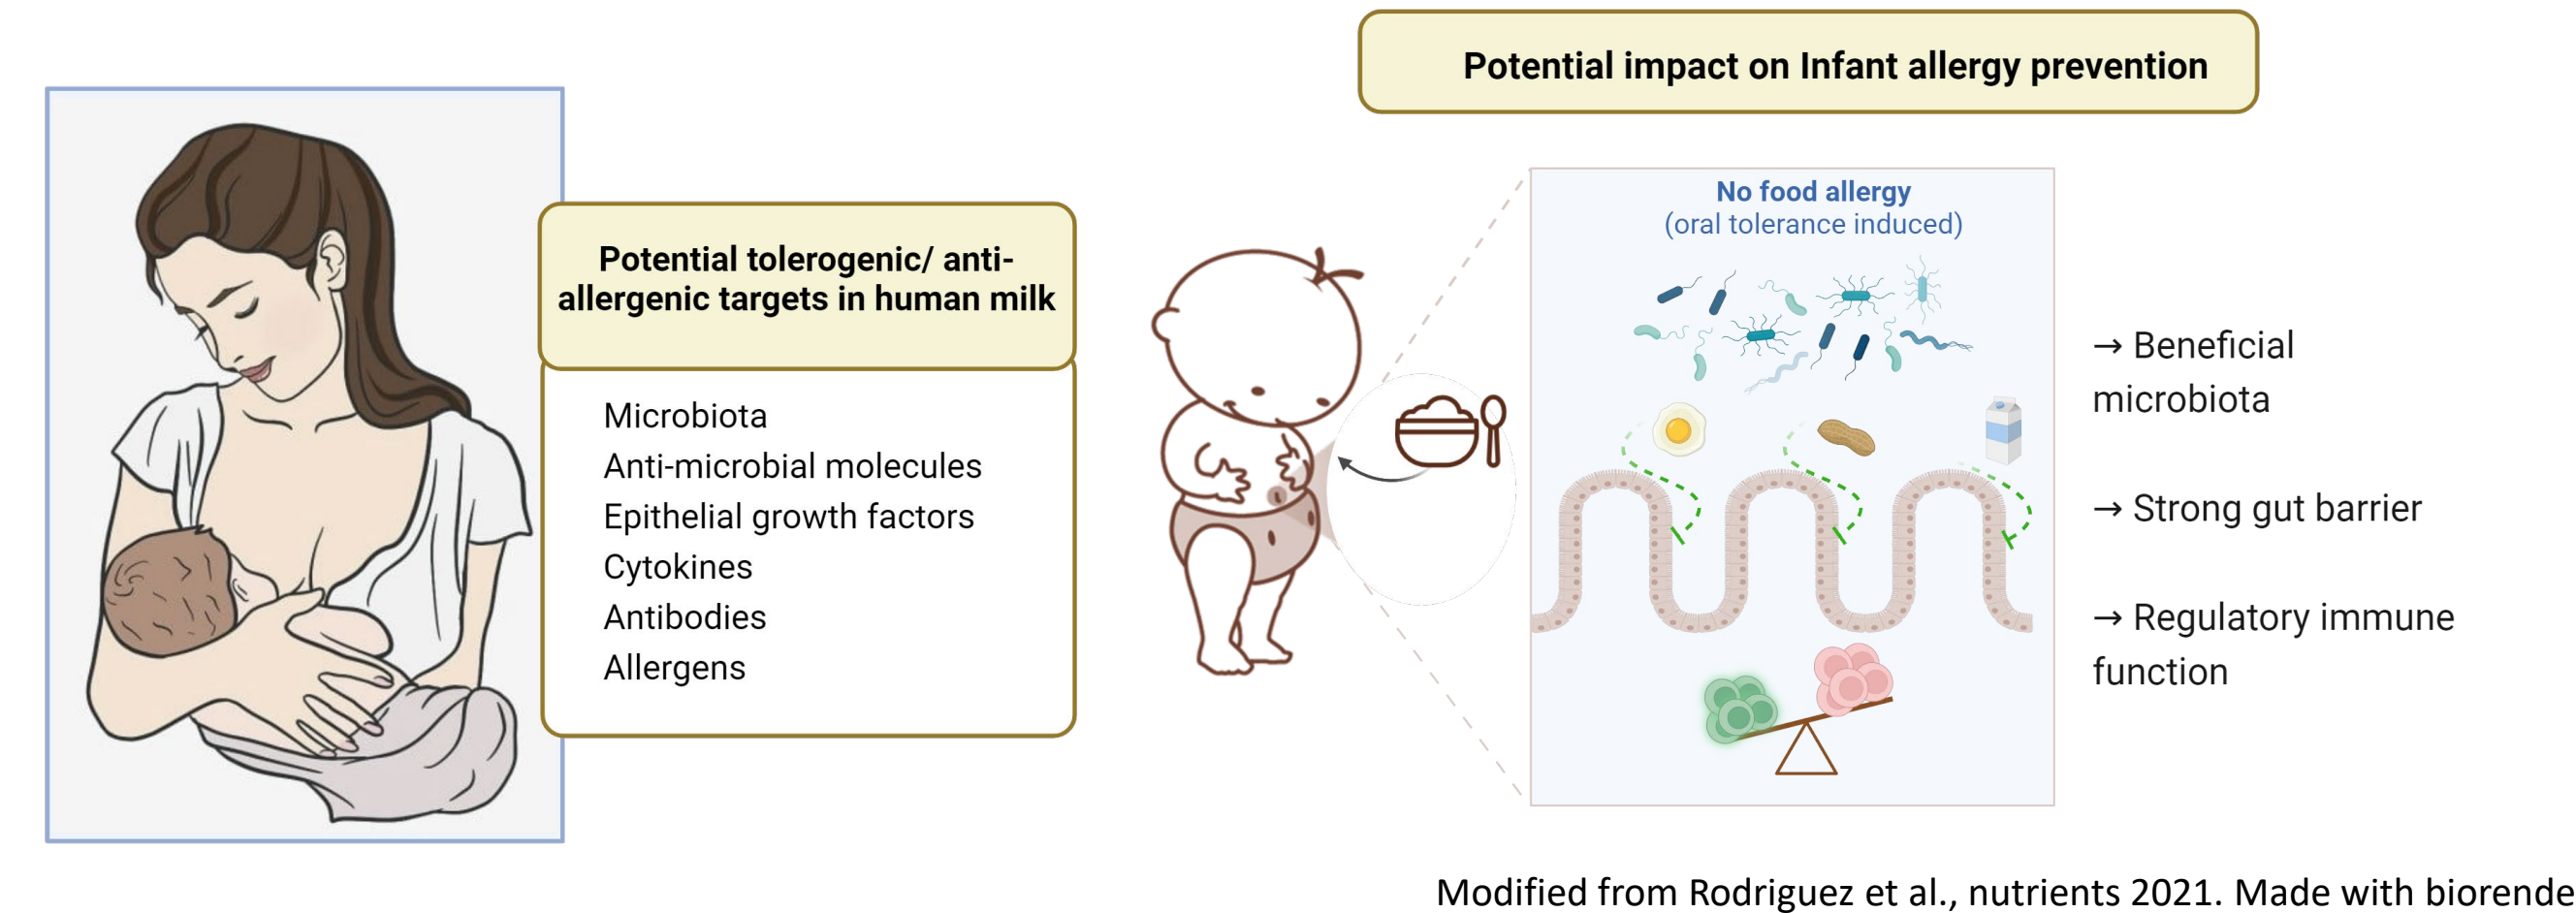 Potential impact on Infant allergy prevention
Potential tolerogenic/ anti-
allergenic targets in human milk
Microbiota
Anti-microbial molecules
Epithelial growth factors
Cytokines
Antibodies
Allergens
No food allergy
(oral tolerance induced)
→ Beneficial
microbiota
→ Strong gut barrier
→ Regulatory immune
function
Modified from Rodriguez et al., nutrients 2021. Made with biorende